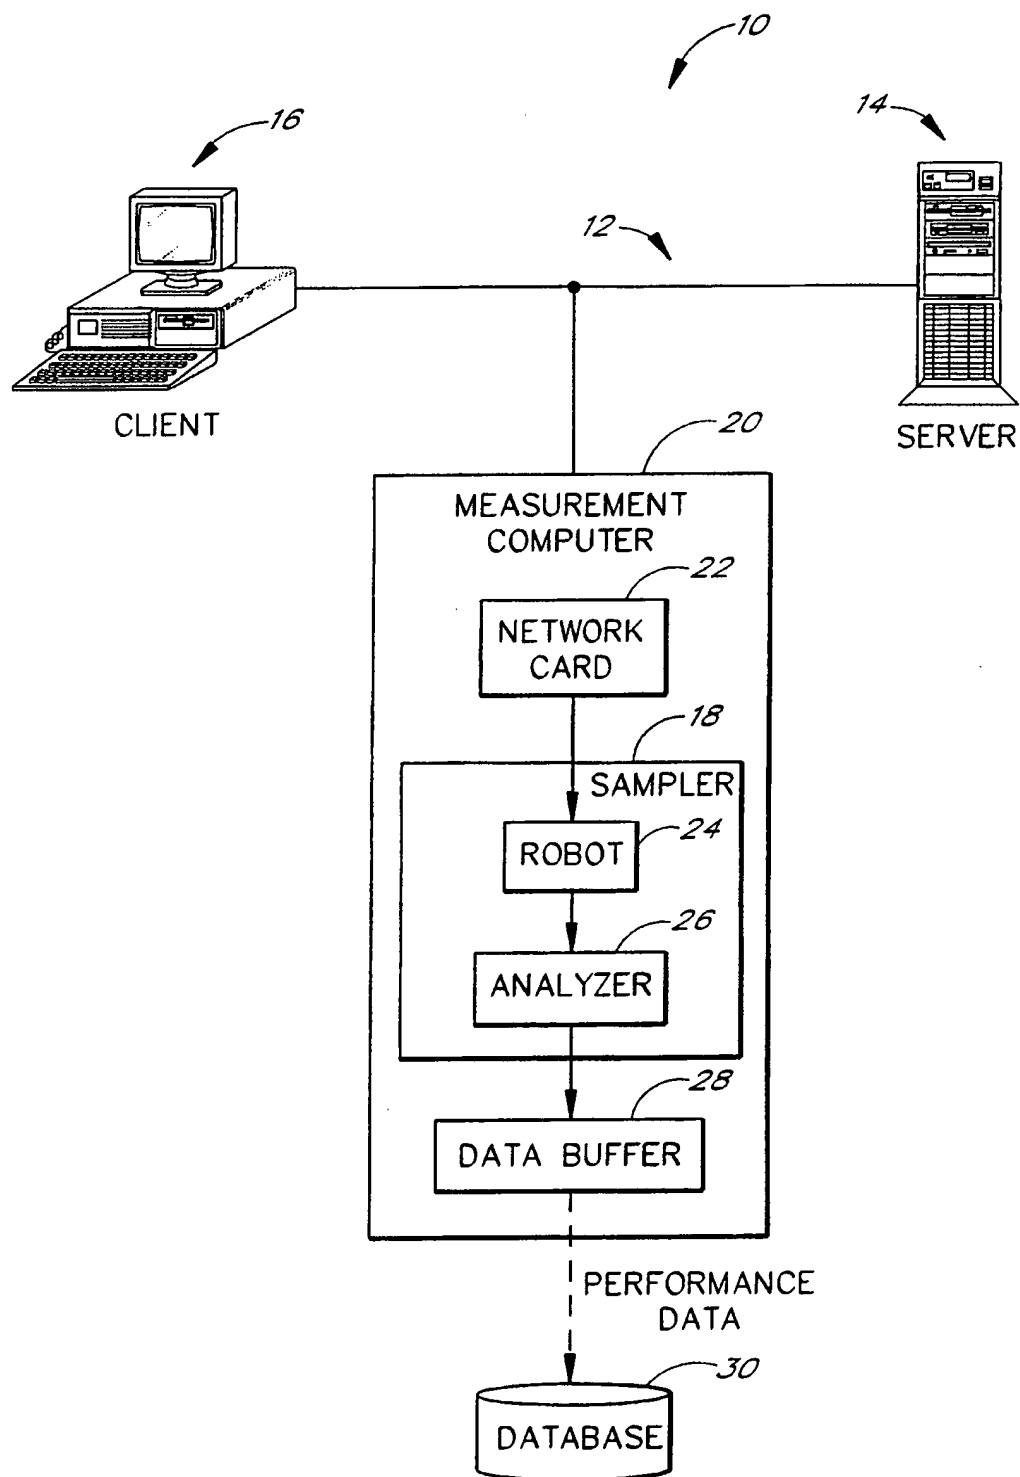 10
16
14
12
CLIENT
SERVER
20
MEASUREMENT
COMPUTER
22
NETWORK
CARD
18
SAMPLER
24
ROBOT
26
ANALYZER
28
DATA BUFFER
PERFORMANCE
DATA
30
DATABASE